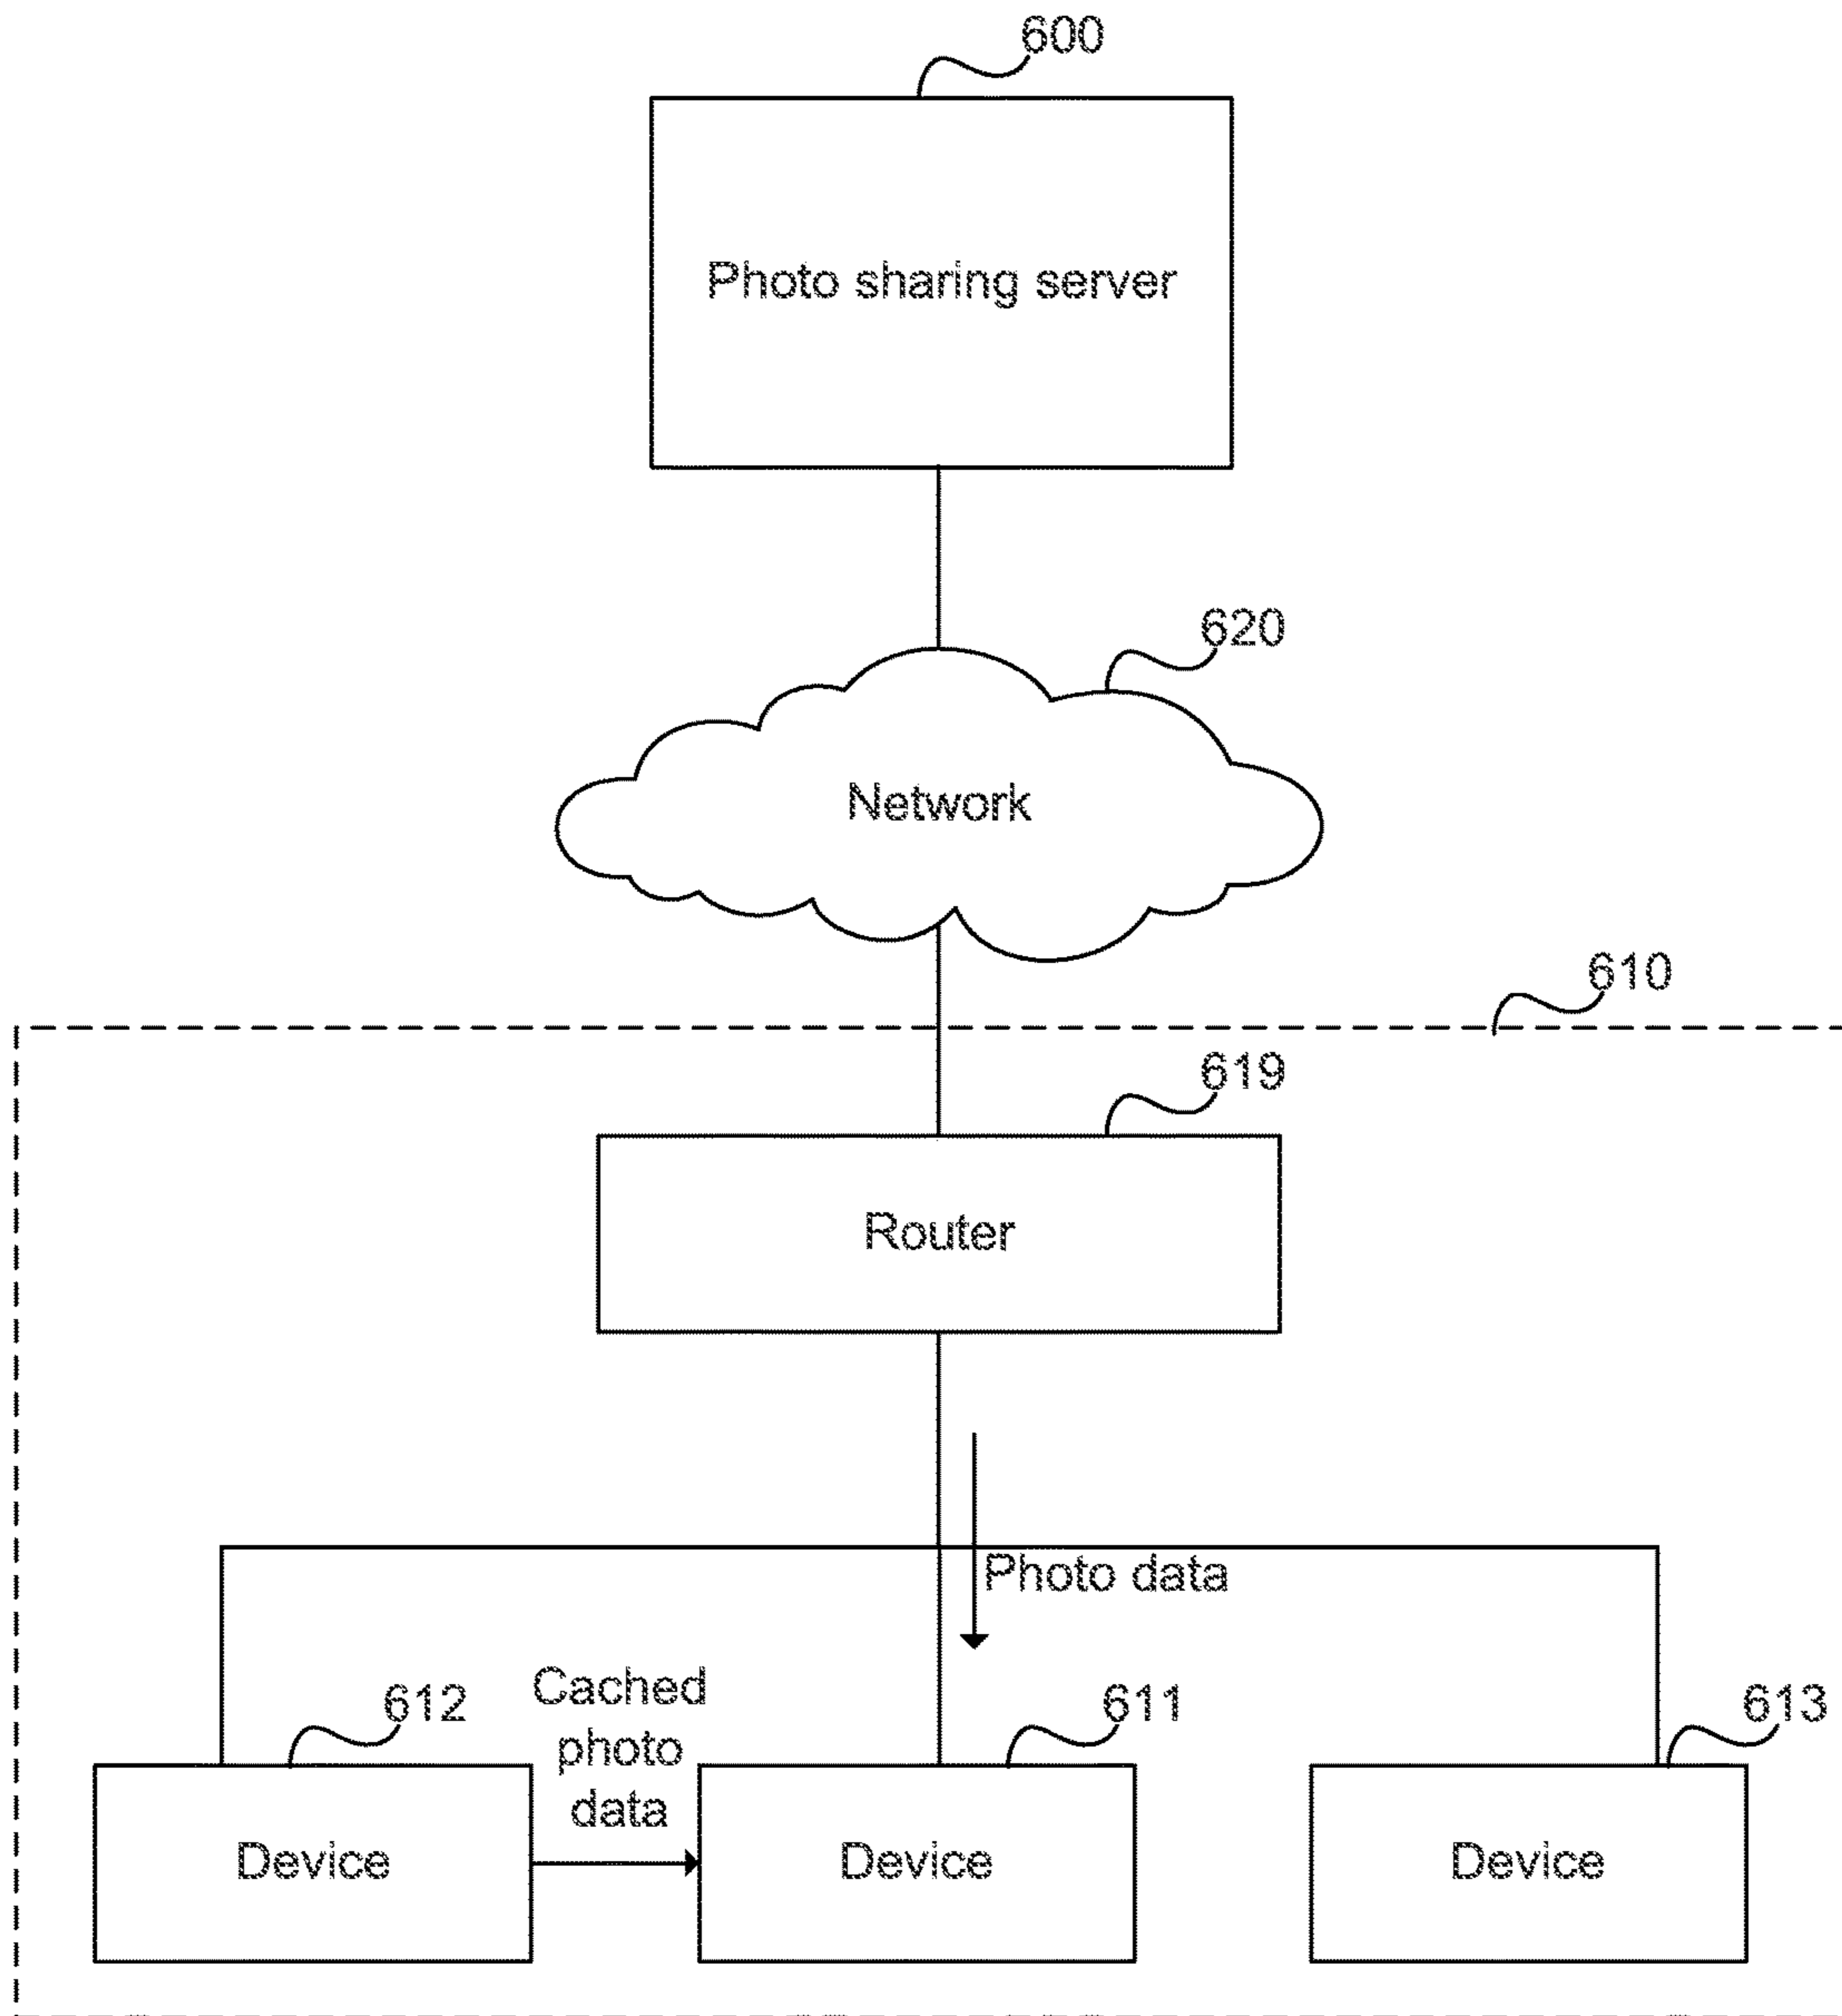 600
Photo sharing server
620
Network
610
619
Router
Photo data
Cached
photo
data
612
611
613
Device
Device
Device